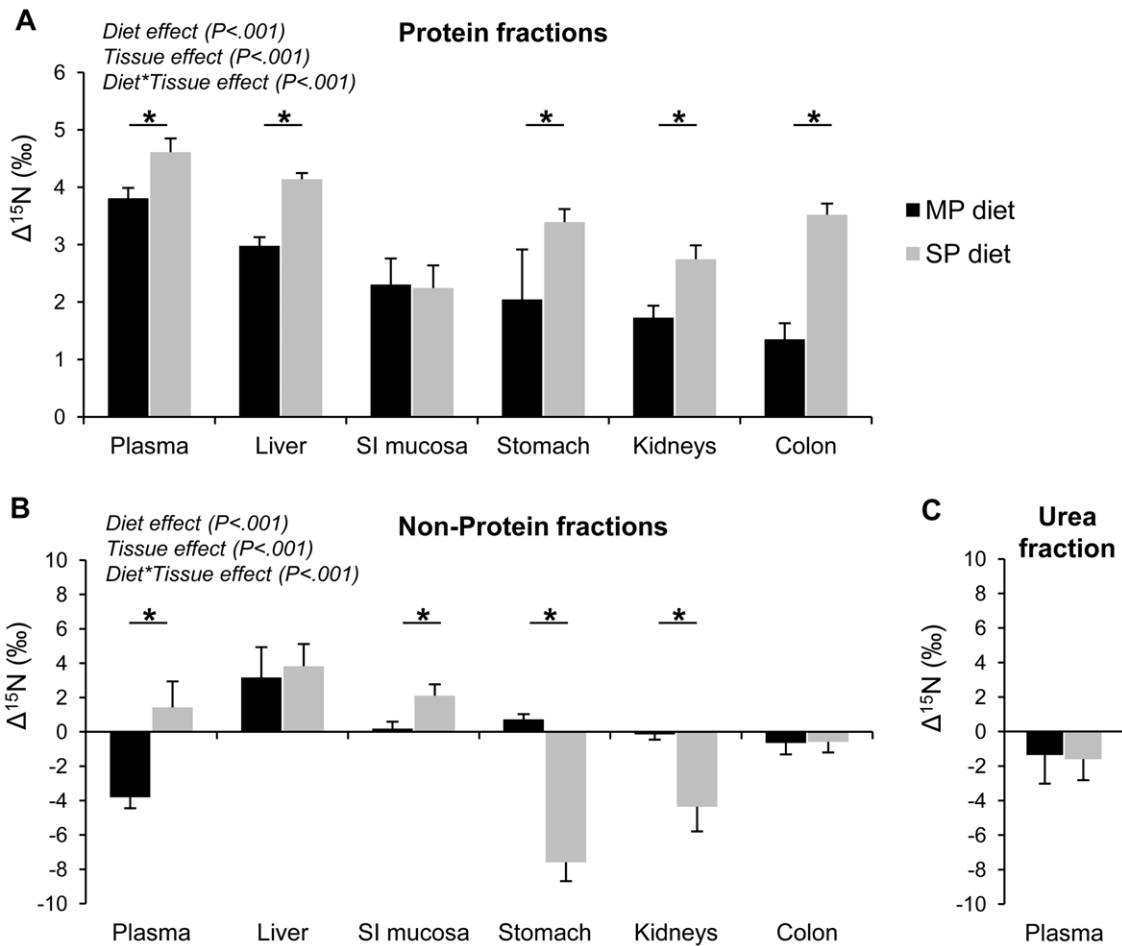 A
Diet effect (P<.001)
Tissue effect (P<.001)
Diet*Tissue effect (P<.001)
Protein fractions
Δ¹⁵N (‰)
6
5
4
3
2
1
0
*
*
*
*
*
Plasma
Liver
SI mucosa
Stomach
Kidneys
Colon
MP diet
SP diet
B
Diet effect (P<.001)
Tissue effect (P<.001)
Diet*Tissue effect (P<.001)
Non-Protein fractions
Δ¹⁵N (‰)
10
8
6
4
2
0
-2
-4
-6
-8
-10
*
*
*
*
Plasma
Liver
SI mucosa
Stomach
Kidneys
Colon
C
Urea
fraction
Δ¹⁵N (‰)
10
8
6
4
2
0
-2
-4
-6
-8
-10
Plasma